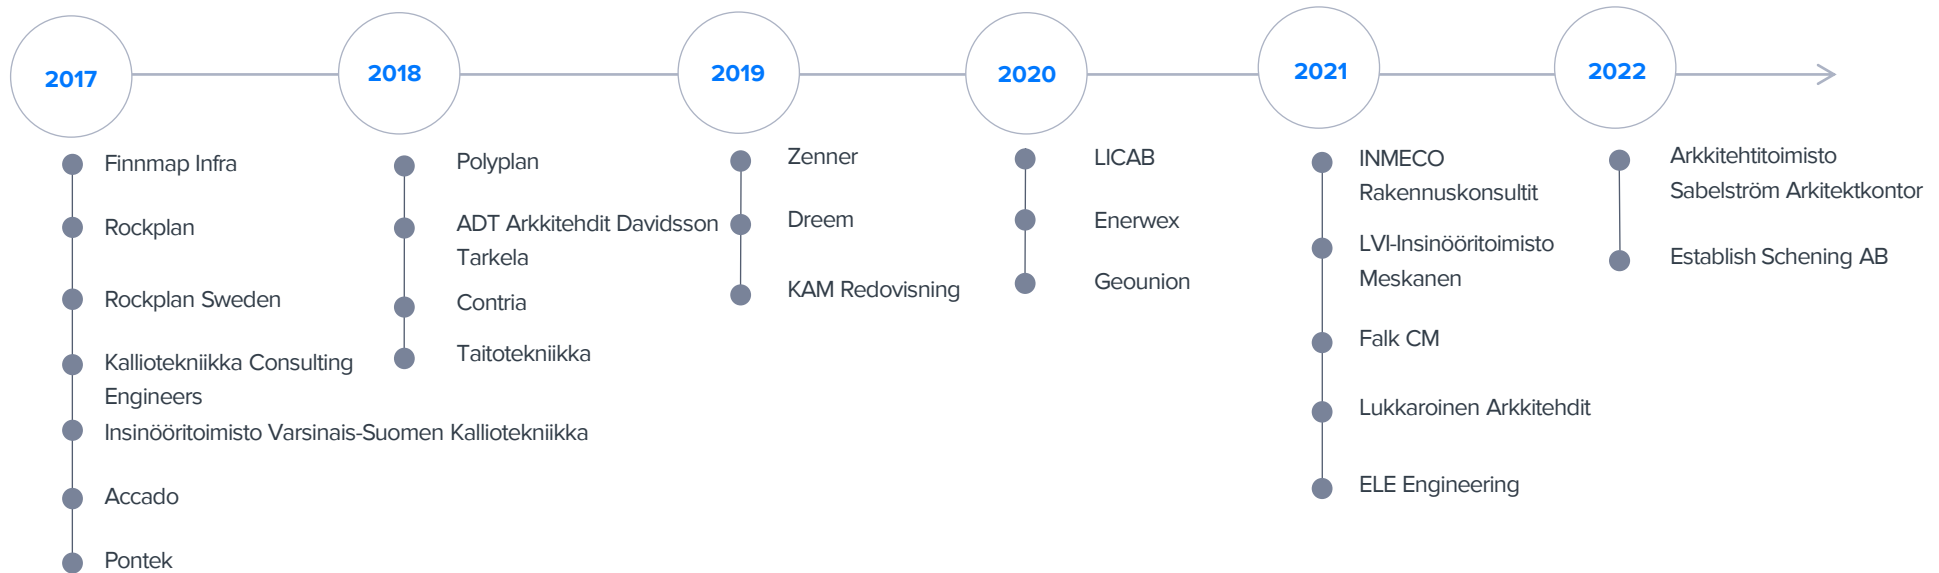 2017
Finnmap Infra
Rockplan
Rockplan Sweden
Kalliotekniikka Consulting
Engineers
Insinööritoimisto Varsinais-Suomen Kalliotekniikka
Accado
Pontek
2018
Polyplan
ADT Arkkitehdit Davidsson
Tarkela
Contria
Taitotekniikka
2019
Zenner
Dreem
KAM Redovisning
2020
LICAB
Enerwex
Geounion
2021
INMECO
Rakennuskonsultit
LVI-Insinööritoimisto
Meskanen
Falk CM
Lukkaroinen Arkkitehdit
ELE Engineering
2022
Arkkitehtitoimisto
Sabelström Arkitektkontor
Establish Schening AB